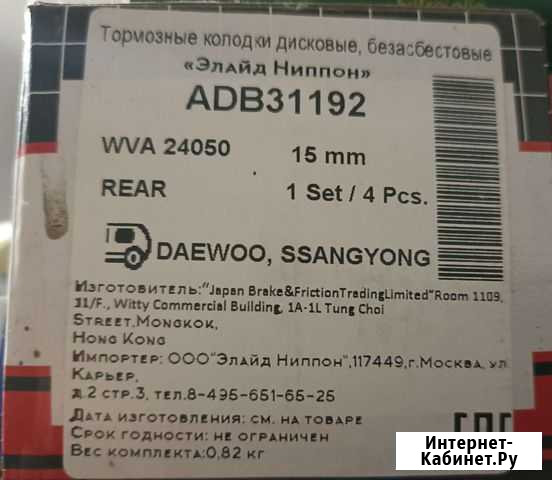 Тормозные колодки дисковые, безасбестовые
«Элайд Ниппон»
ADB31192
WVA 24050 15 mm
REAR 1 Set / 4 Pcs.
DAEWOO, SSANGYONG
Изготовитель:"Japan Brake&FrictionTradingLimited"Room 1109,
11/F., Witty Commercial Building, 1A-1L Tung Choi
Street,Mongkok,
Hong Kong
Импортер: ООО"Элайд Ниппон",117449,г.Москва, ул
Карьер,
д.2 стр.3, тел.8-495-651-65-25
Дата изготовления: см. на товаре
Срок годности: не ограничен
Вес комплекта:0,82 кг
Интернет-
Кабинет.Ру